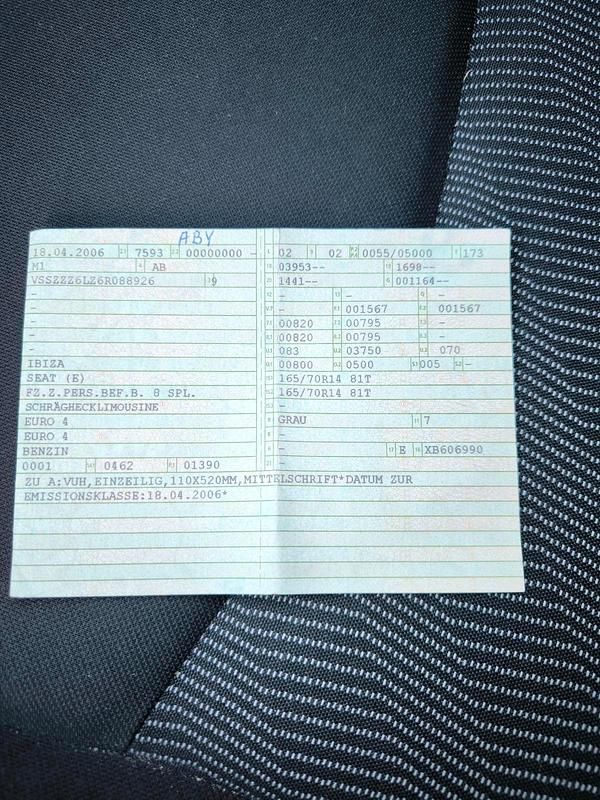 ABY
18.04.2006 7593 00000000 -
M1 AB
VSSZZZ6LZ6R088926 9
-
-
-
-
-
IBIZA
SEAT (E)
FZ.Z.PERS.BEF.B. 8 SPL.
SCHRÄGHECKLIMOUSINE
EURO 4
EURO 4
BENZIN
0001 0462 01390
02 02 0055/05000 173
03953-- 1698--
1441-- 001164--
- - -
- 001567 001567
00820 00795 -
00820 00795 -
083 03750 070
00800 0500 005 -
165/70R14 81T
165/70R14 81T
-
GRAU 7
-
- E XB606990
-
ZU A:VUH,EINZEILIG,110X520MM,MITTELSCHRIFT*DATUM ZUR
EMISSIONSKLASSE:18.04.2006*